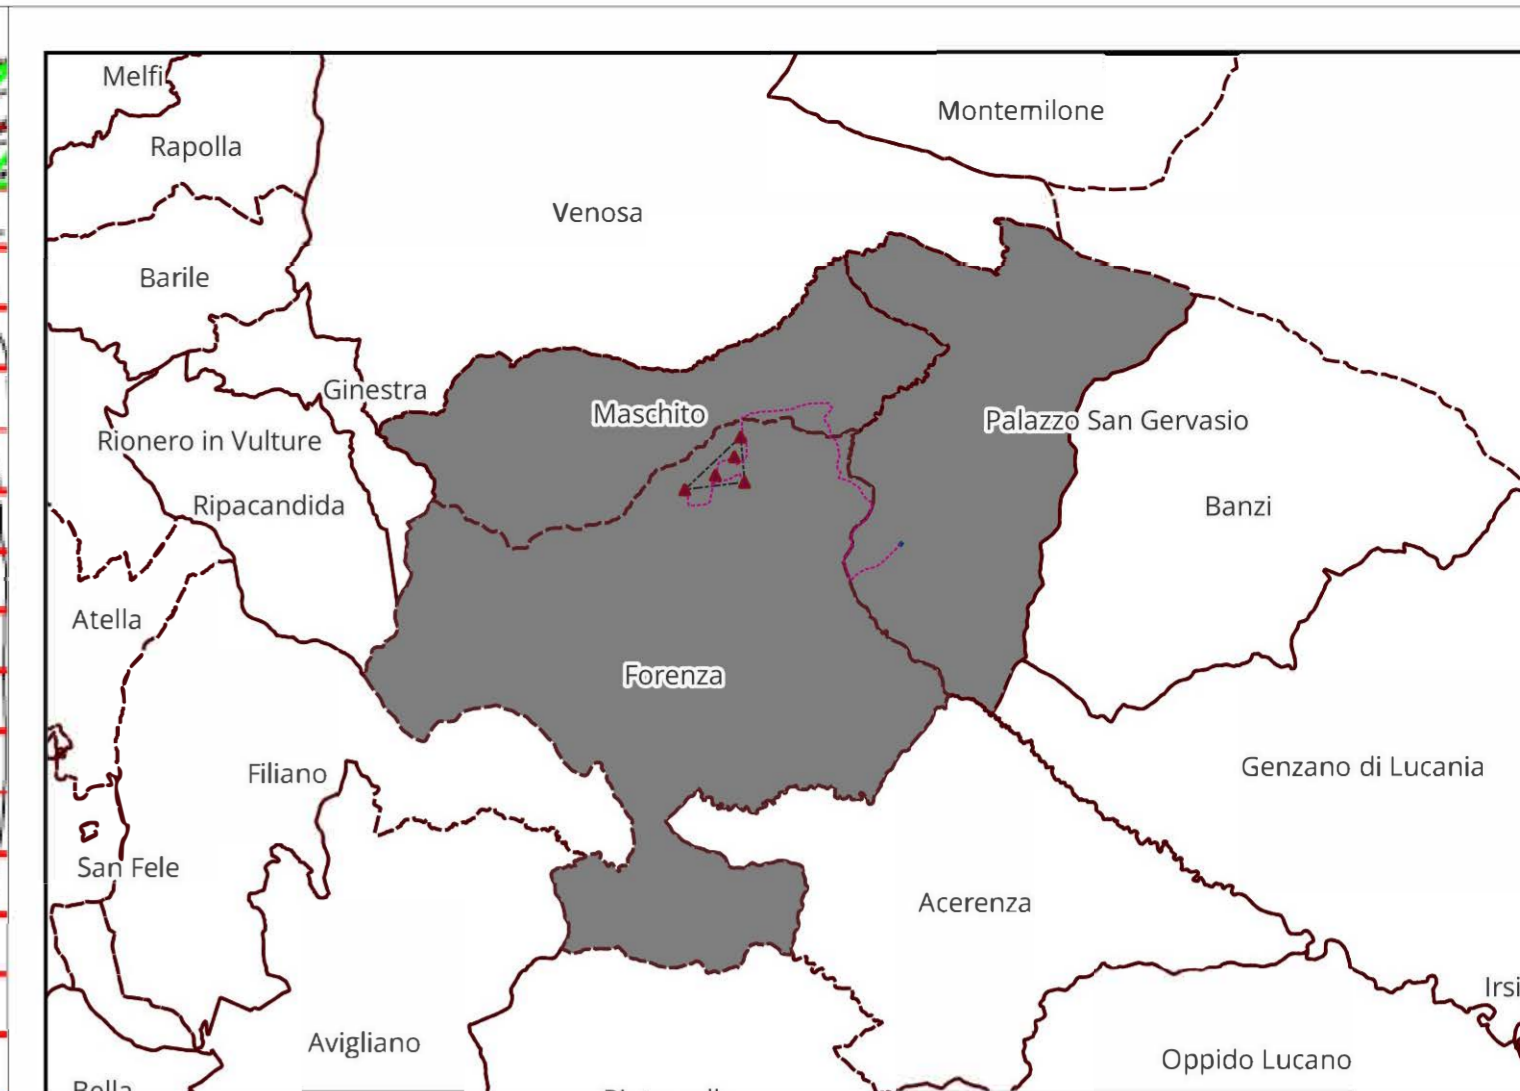 Melfi
Montemilone
Rapolla
Venosa
Barile
Ginestra
Maschito
Palazzo San Gervasio
Rionero in Vulture
Ripacandida
Banzi
Atella
Forenza
Filiano
Genzano di Lucania
San Fele
Acerenza
Irsi
Avigliano
Oppido Lucano